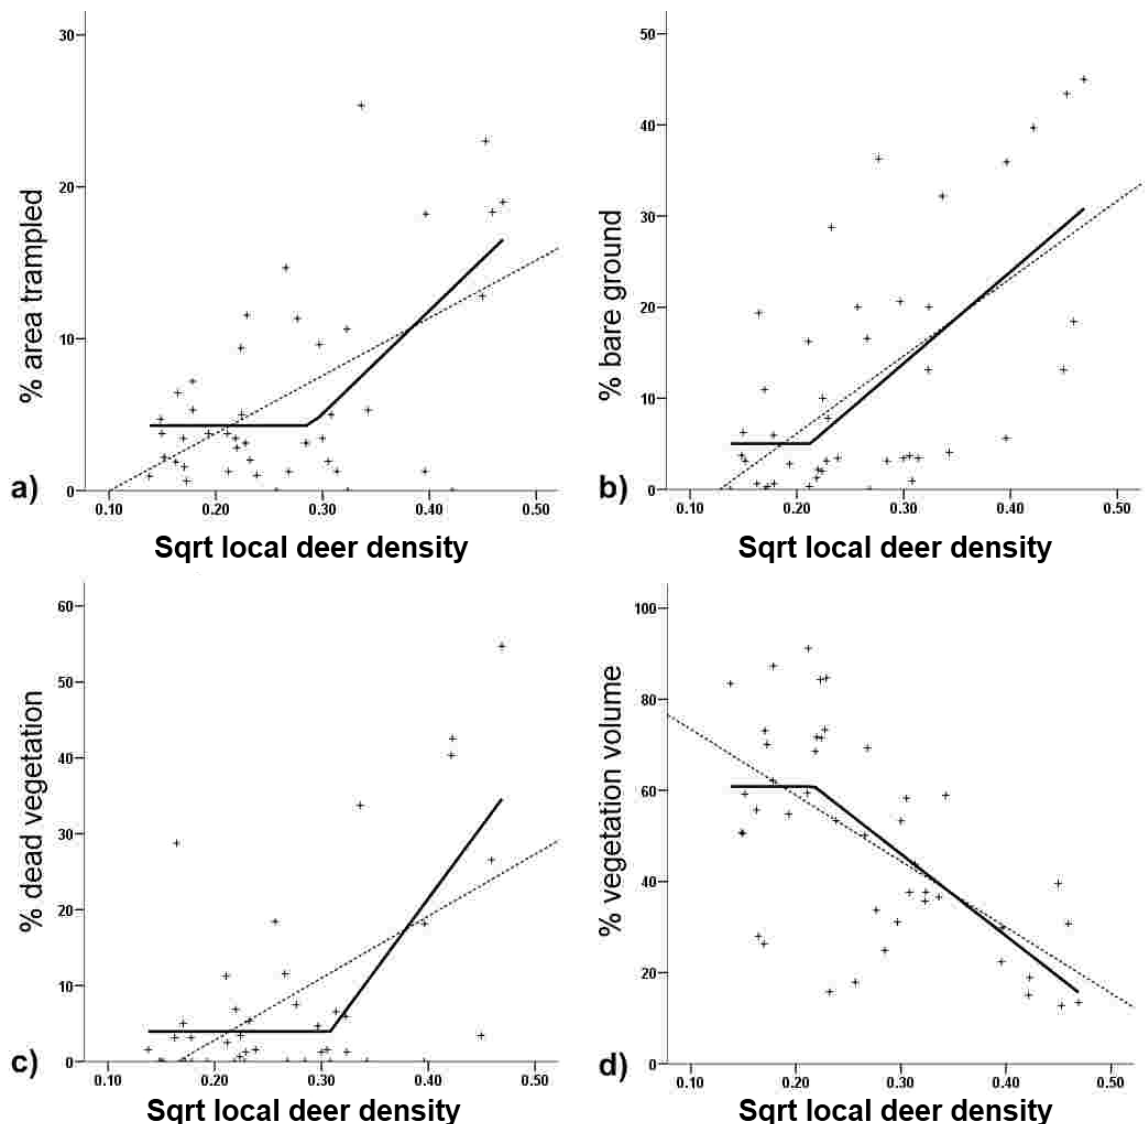 a)
% area trampled
30
20
10
0
0.10 0.20 0.30 0.40 0.50
Sqrt local deer density
b)
% bare ground
50
40
30
20
10
0
0.10 0.20 0.30 0.40 0.50
Sqrt local deer density
c)
% dead vegetation
60
50
40
30
20
10
0
0.10 0.20 0.30 0.40 0.50
Sqrt local deer density
d)
% vegetation volume
100
80
60
40
20
0
0.10 0.20 0.30 0.40 0.50
Sqrt local deer density